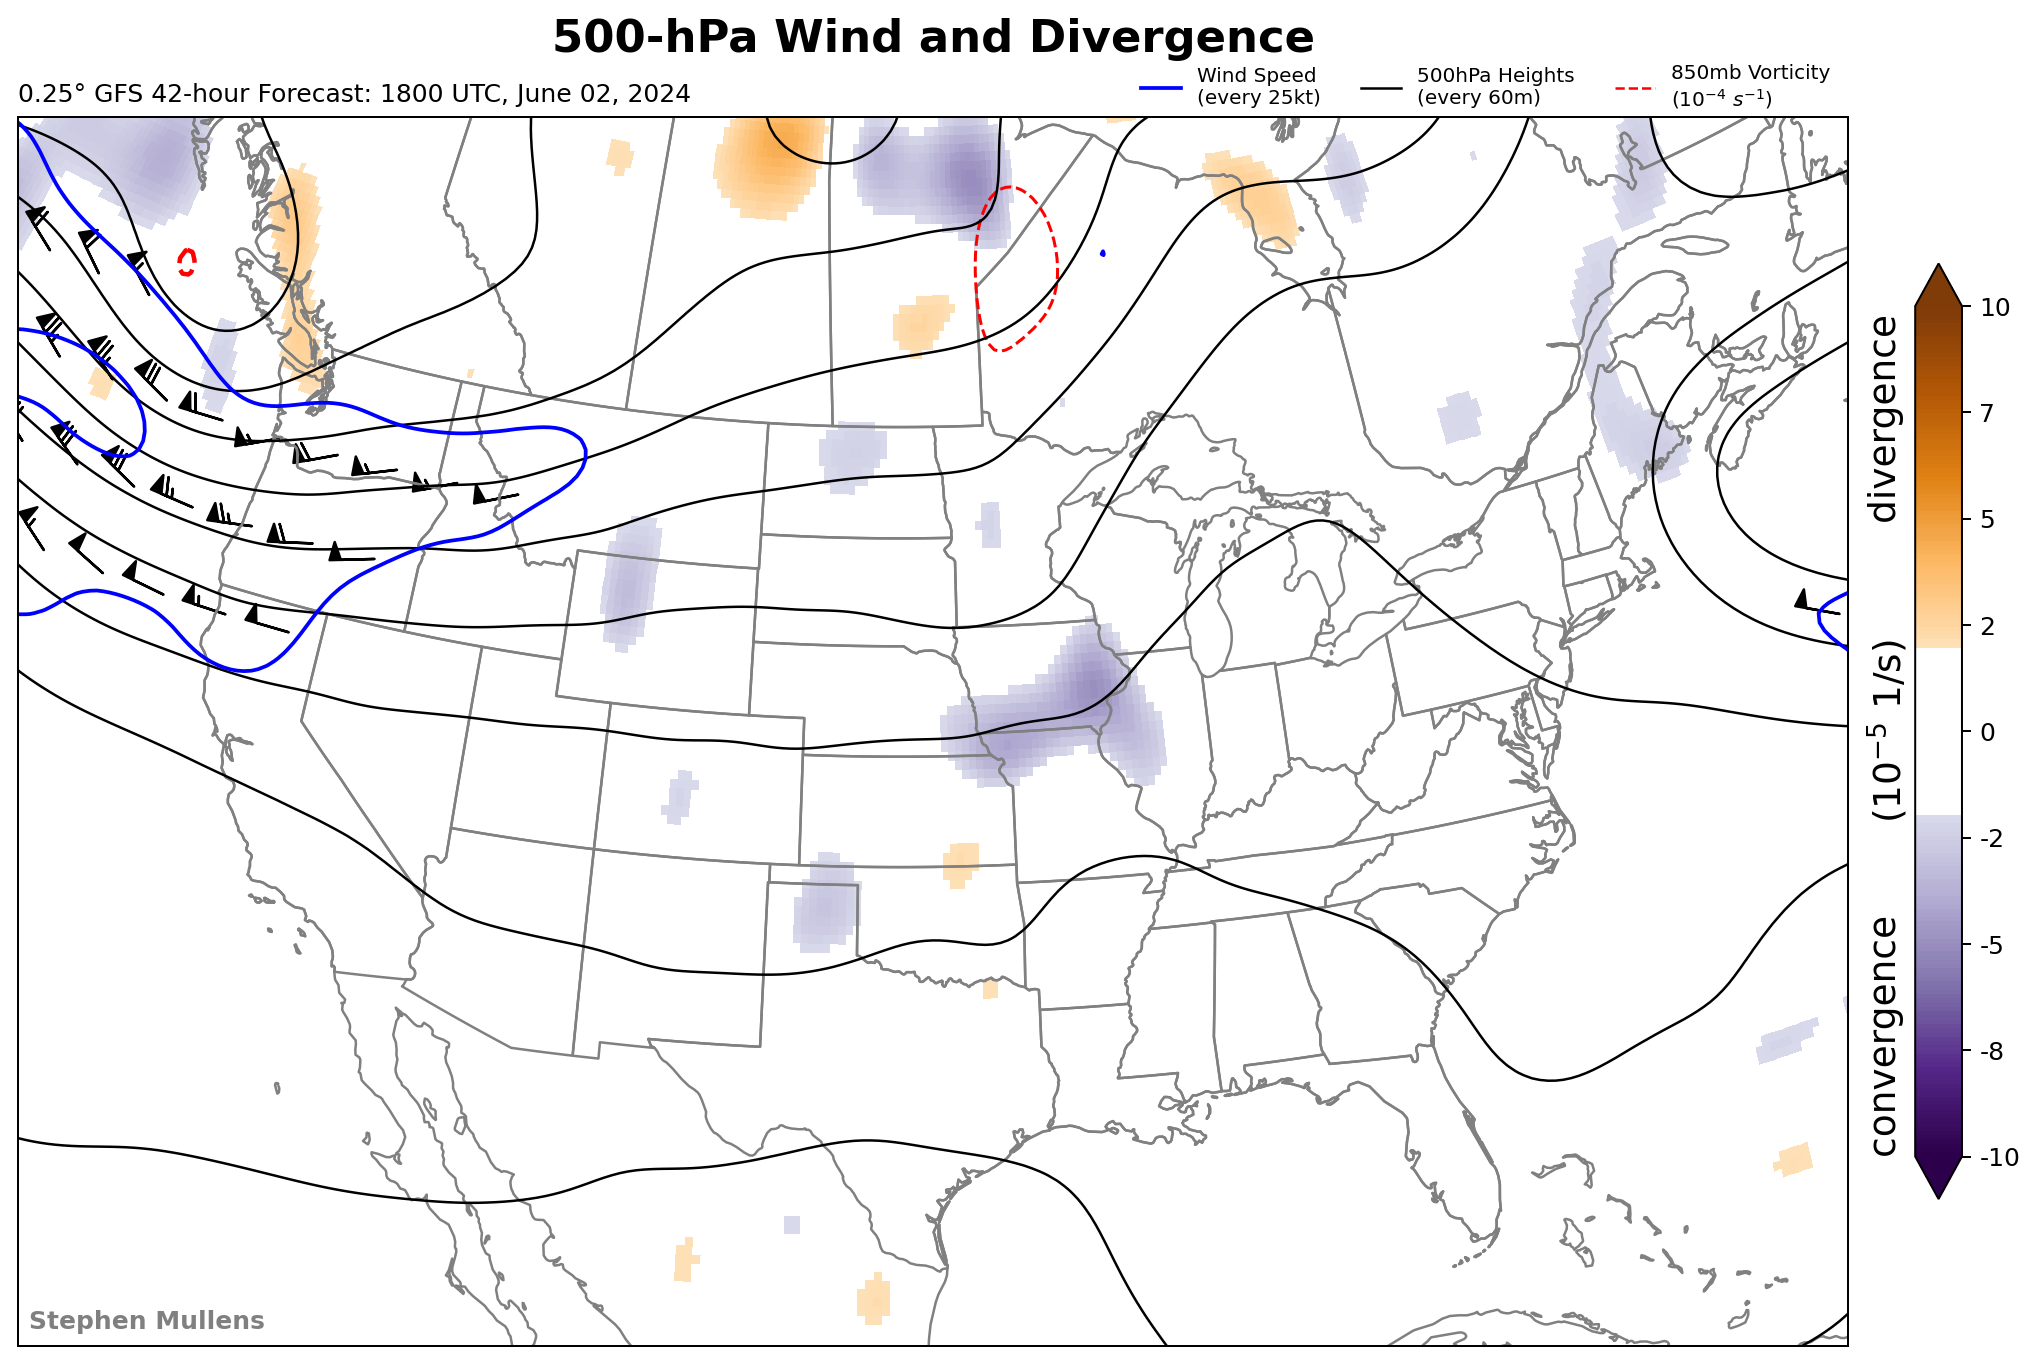 500-hPa Wind and Divergence
0.25° GFS 42-hour Forecast: 1800 UTC, June 02, 2024
Wind Speed
(every 25kt)
500hPa Heights
(every 60m)
850mb Vorticity
(10⁻⁴ s⁻¹)
10
7
5
2
0
-2
-5
-8
-10
convergence (10⁻⁵ 1/s) divergence
Stephen Mullens